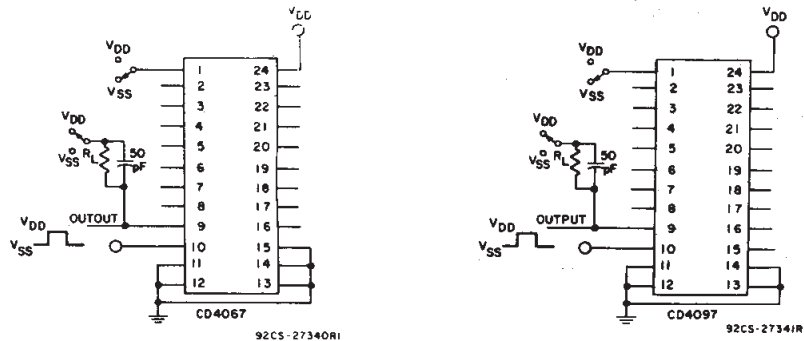 VDD
VDD
VSS
1 24
2 23
3 22
4 21
5 20
6 19
7 18
8 17
9 16
10 15
11 14
12 13
VDD
VSS
RL
50
pF
OUTOUT
VDD
VSS
CD4067
92CS-27340RI
VDD
VDD
VSS
1 24
2 23
3 22
4 21
5 20
6 19
7 18
8 17
9 16
10 15
11 14
12 13
VDD
VSS
RL
50
pF
OUTPUT
VDD
VSS
CD4097
92CS-27341R